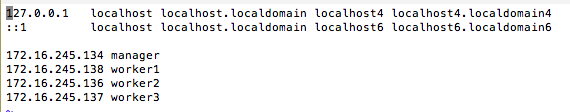 127.0.0.1   localhost localhost.localdomain localhost4 localhost4.localdomain4
::1         localhost localhost.localdomain localhost6 localhost6.localdomain6

172.16.245.134 manager
172.16.245.138 worker1
172.16.245.136 worker2
172.16.245.137 worker3
~